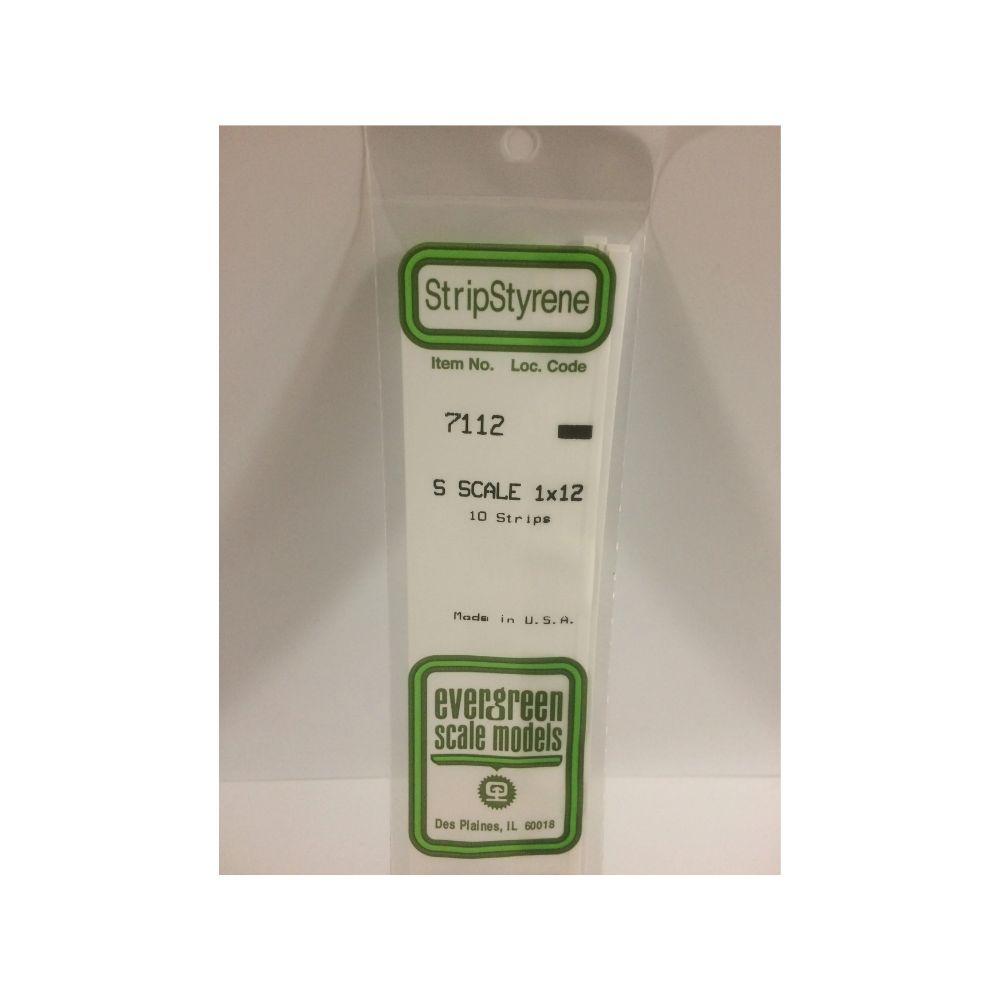 StripStyrene
Item No. Loc. Code
7112
S SCALE 1x12
10 Strips
Made in U.S.A.
evergreen
scale models
Des Plaines, IL 60018